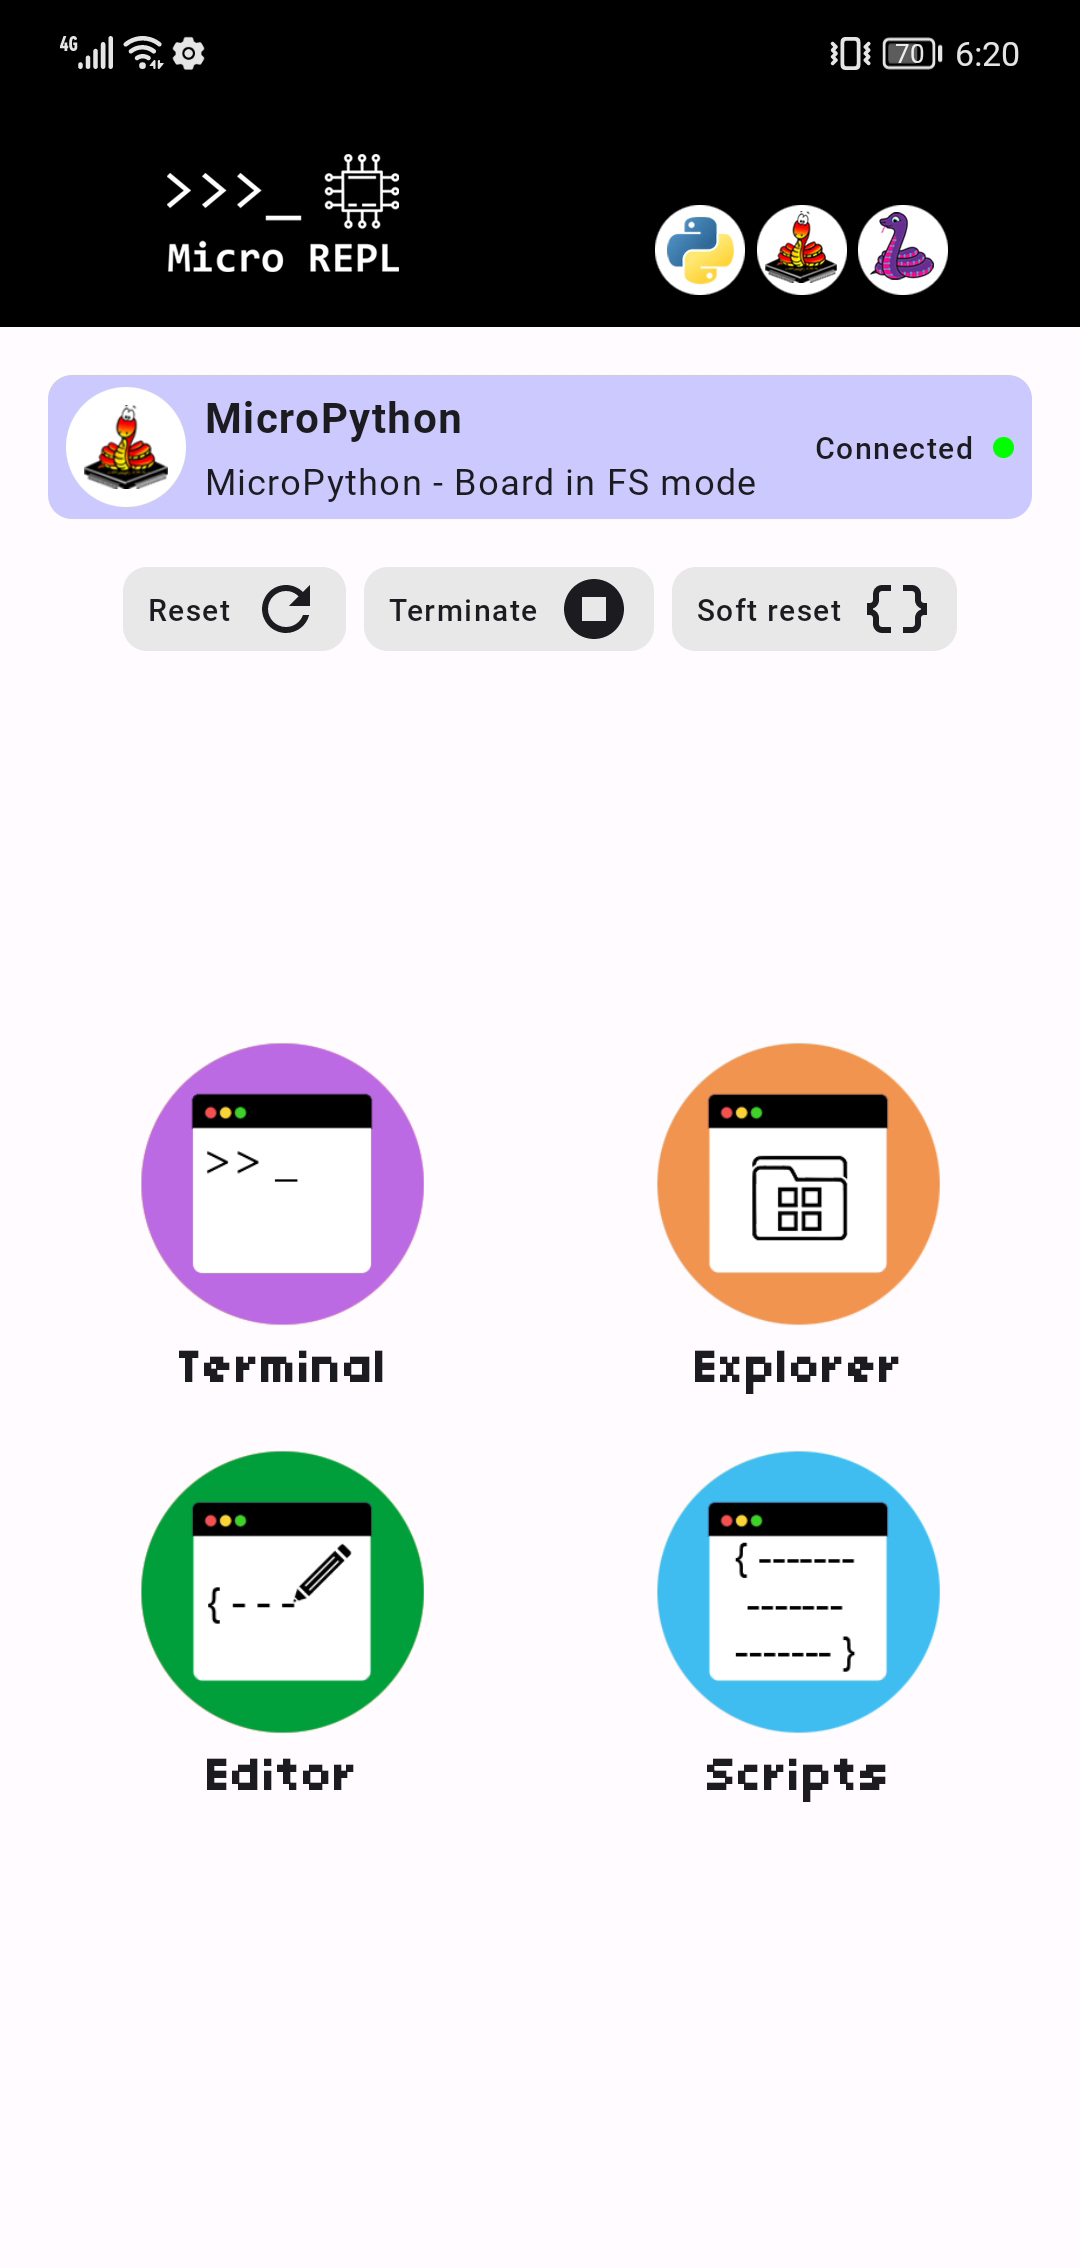 4G 70 6:20
>>>_
Micro REPL
MicroPython
MicroPython - Board in FS mode
Connected
Reset Terminate Soft reset { }
>> _
Terminal Explorer
{ - - -
{ -------
-------
------- }
Editor Scripts